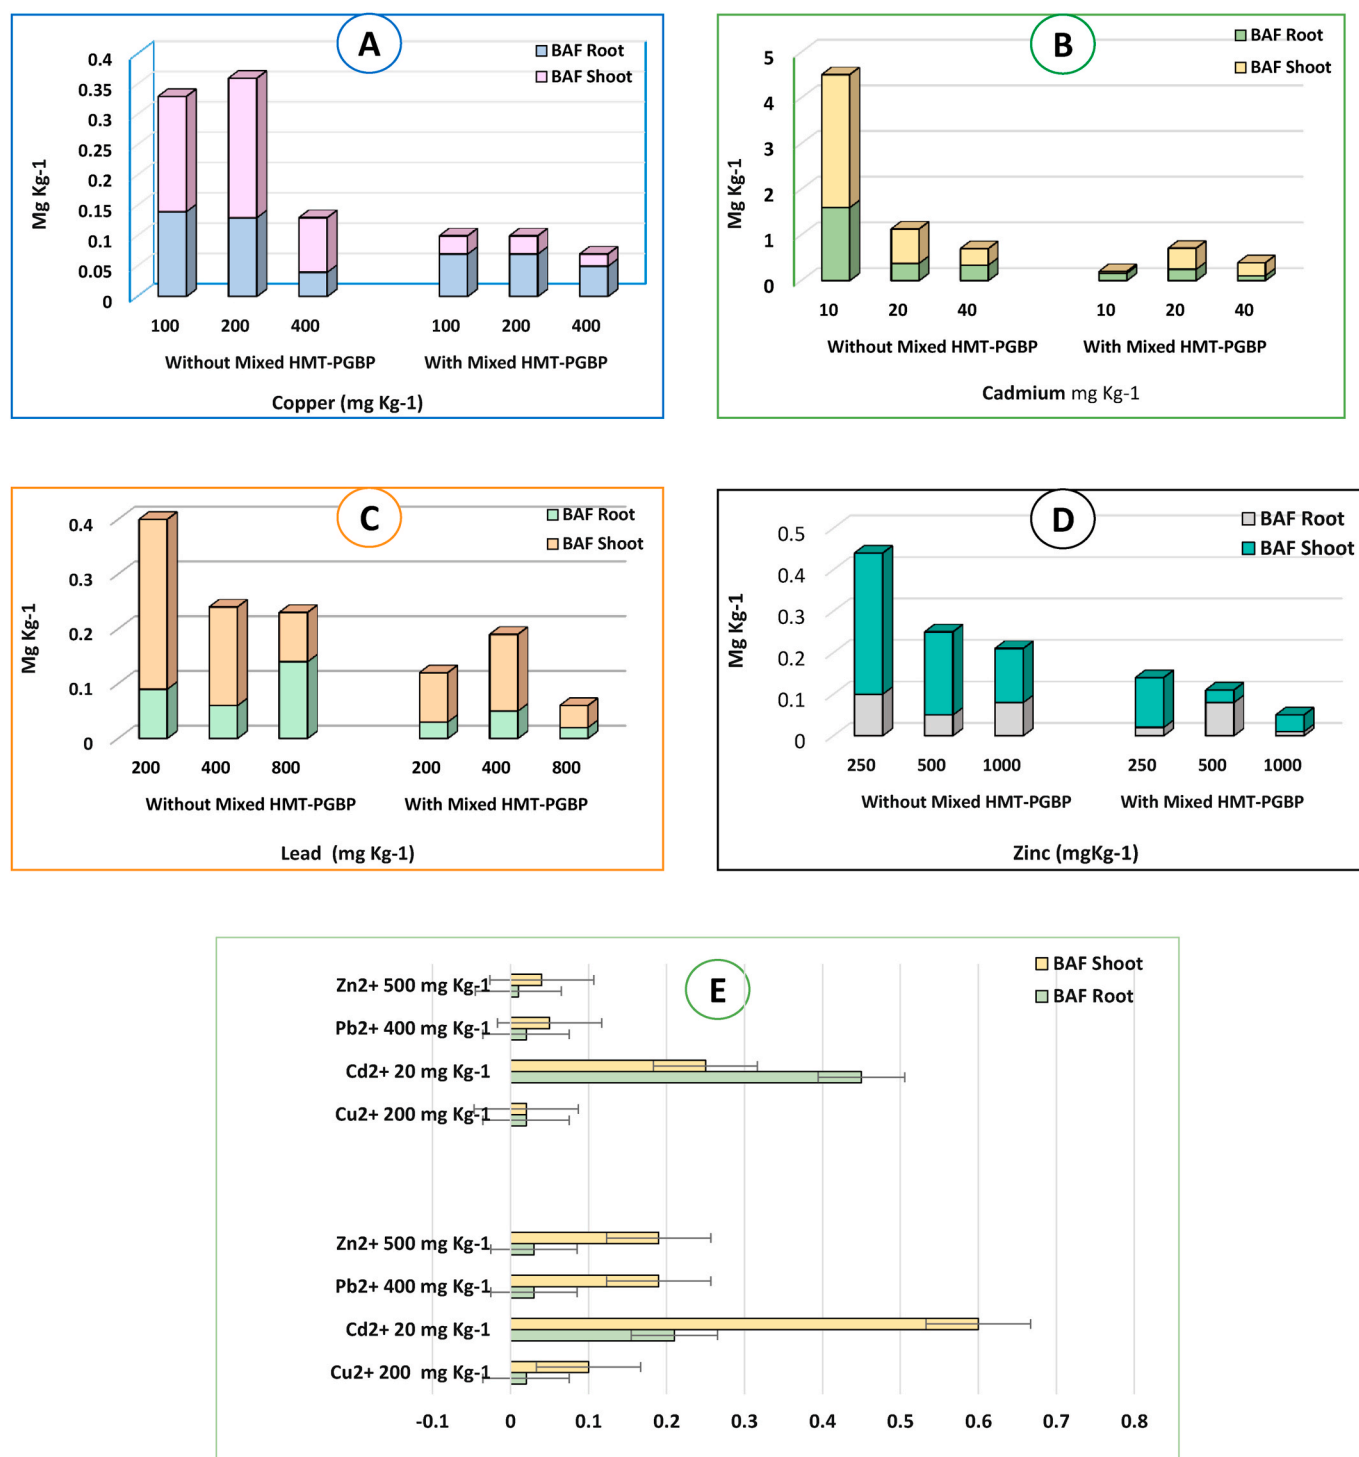 A
BAF Root
BAF Shoot
Mg Kg-1
0.4
0.35
0.3
0.25
0.2
0.15
0.1
0.05
0
100 200 400 100 200 400
Without Mixed HMT-PGBP With Mixed HMT-PGBP
Copper (mg Kg-1)
B
BAF Root
BAF Shoot
Mg Kg-1
5
4
3
2
1
0
10 20 40 10 20 40
Without Mixed HMT-PGBP With Mixed HMT-PGBP
Cadmium mg Kg-1
C
BAF Root
BAF Shoot
Mg Kg-1
0.4
0.3
0.2
0.1
0
200 400 800 200 400 800
Without Mixed HMT-PGBP With Mixed HMT-PGBP
Lead (mg Kg-1)
D
BAF Root
BAF Shoot
Mg Kg-1
0.5
0.4
0.3
0.2
0.1
0
250 500 1000 250 500 1000
Without Mixed HMT-PGBP With Mixed HMT-PGBP
Zinc (mgKg-1)
E
BAF Shoot
BAF Root
Zn2+ 500 mg Kg-1
Pb2+ 400 mg Kg-1
Cd2+ 20 mg Kg-1
Cu2+ 200 mg Kg-1
Zn2+ 500 mg Kg-1
Pb2+ 400 mg Kg-1
Cd2+ 20 mg Kg-1
Cu2+ 200 mg Kg-1
-0.1 0 0.1 0.2 0.3 0.4 0.5 0.6 0.7 0.8